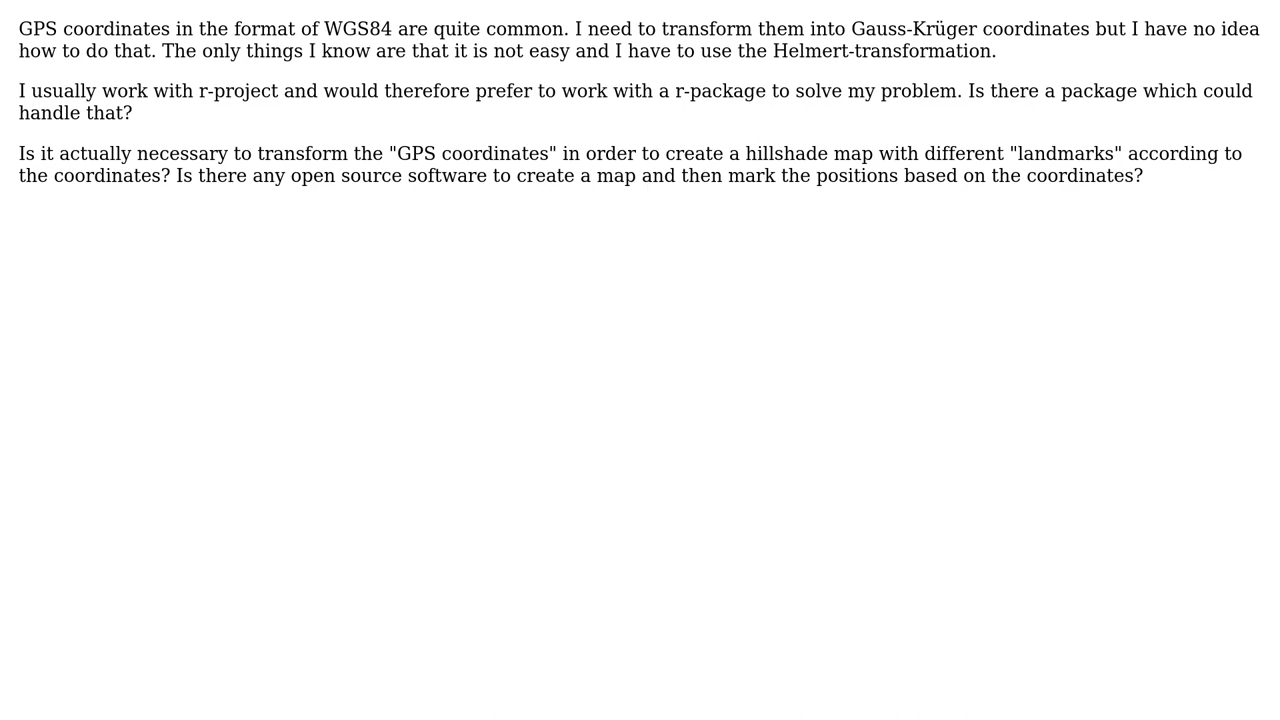 GPS coordinates in the format of WGS84 are quite common. I need to transform them into Gauss-Krüger coordinates but I have no idea
how to do that. The only things I know are that it is not easy and I have to use the Helmert-transformation.
I usually work with r-project and would therefore prefer to work with a r-package to solve my problem. Is there a package which could
handle that?
Is it actually necessary to transform the "GPS coordinates" in order to create a hillshade map with different "landmarks" according to
the coordinates? Is there any open source software to create a map and then mark the positions based on the coordinates?